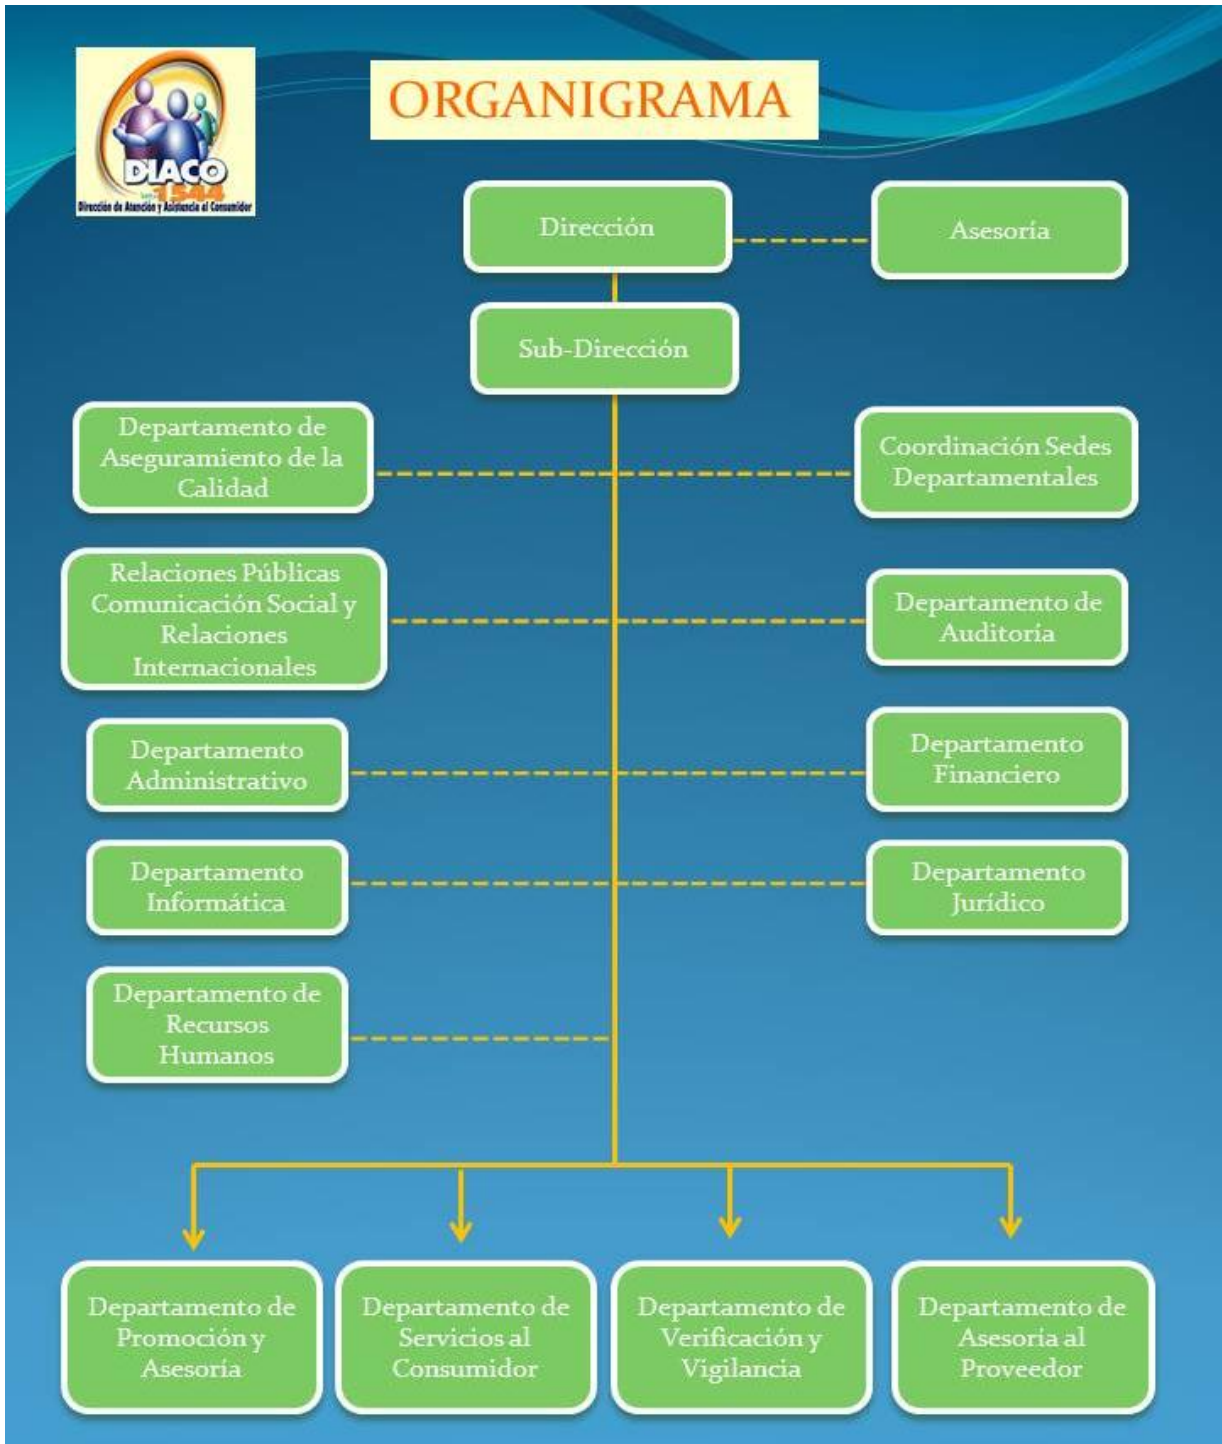 ORGANIGRAMA
DIACO
1544
Dirección de Atención y Asistencia al Consumidor
Dirección
Asesoría
Sub-Dirección
Departamento de
Aseguramiento de la
Calidad
Coordinación Sedes
Departamentales
Relaciones Públicas
Comunicación Social y
Relaciones
Internacionales
Departamento de
Auditoría
Departamento
Administrativo
Departamento
Financiero
Departamento
Informática
Departamento
Jurídico
Departamento de
Recursos
Humanos
Departamento de
Promoción y
Asesoría
Departamento de
Servicios al
Consumidor
Departamento de
Verificación y
Vigilancia
Departamento de
Asesoría al
Proveedor